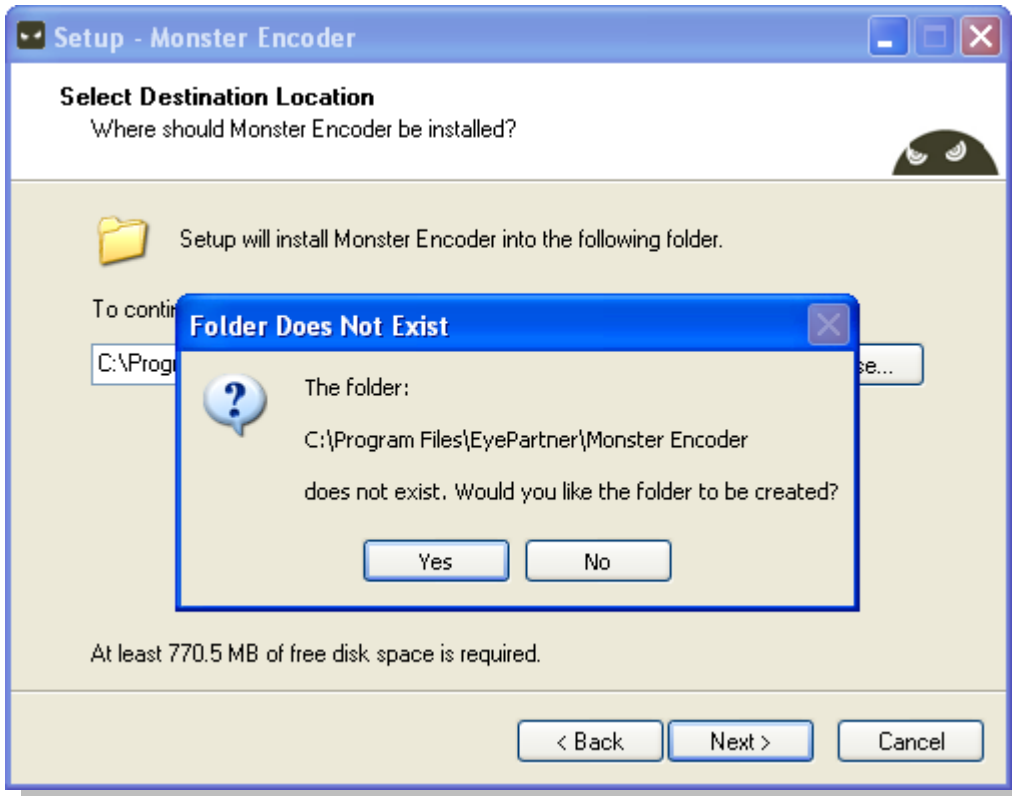 Setup - Monster Encoder
Select Destination Location
Where should Monster Encoder be installed?
Setup will install Monster Encoder into the following folder.
To
Folder Does Not Exist
The folder:
C:\Program Files\EyePartner\Monster Encoder
does not exist. Would you like the folder to be created?
Yes No
At least 770.5 MB of free disk space is required.
< Back Next > Cancel